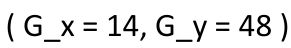 ( G_x = 14, G_y = 48 )